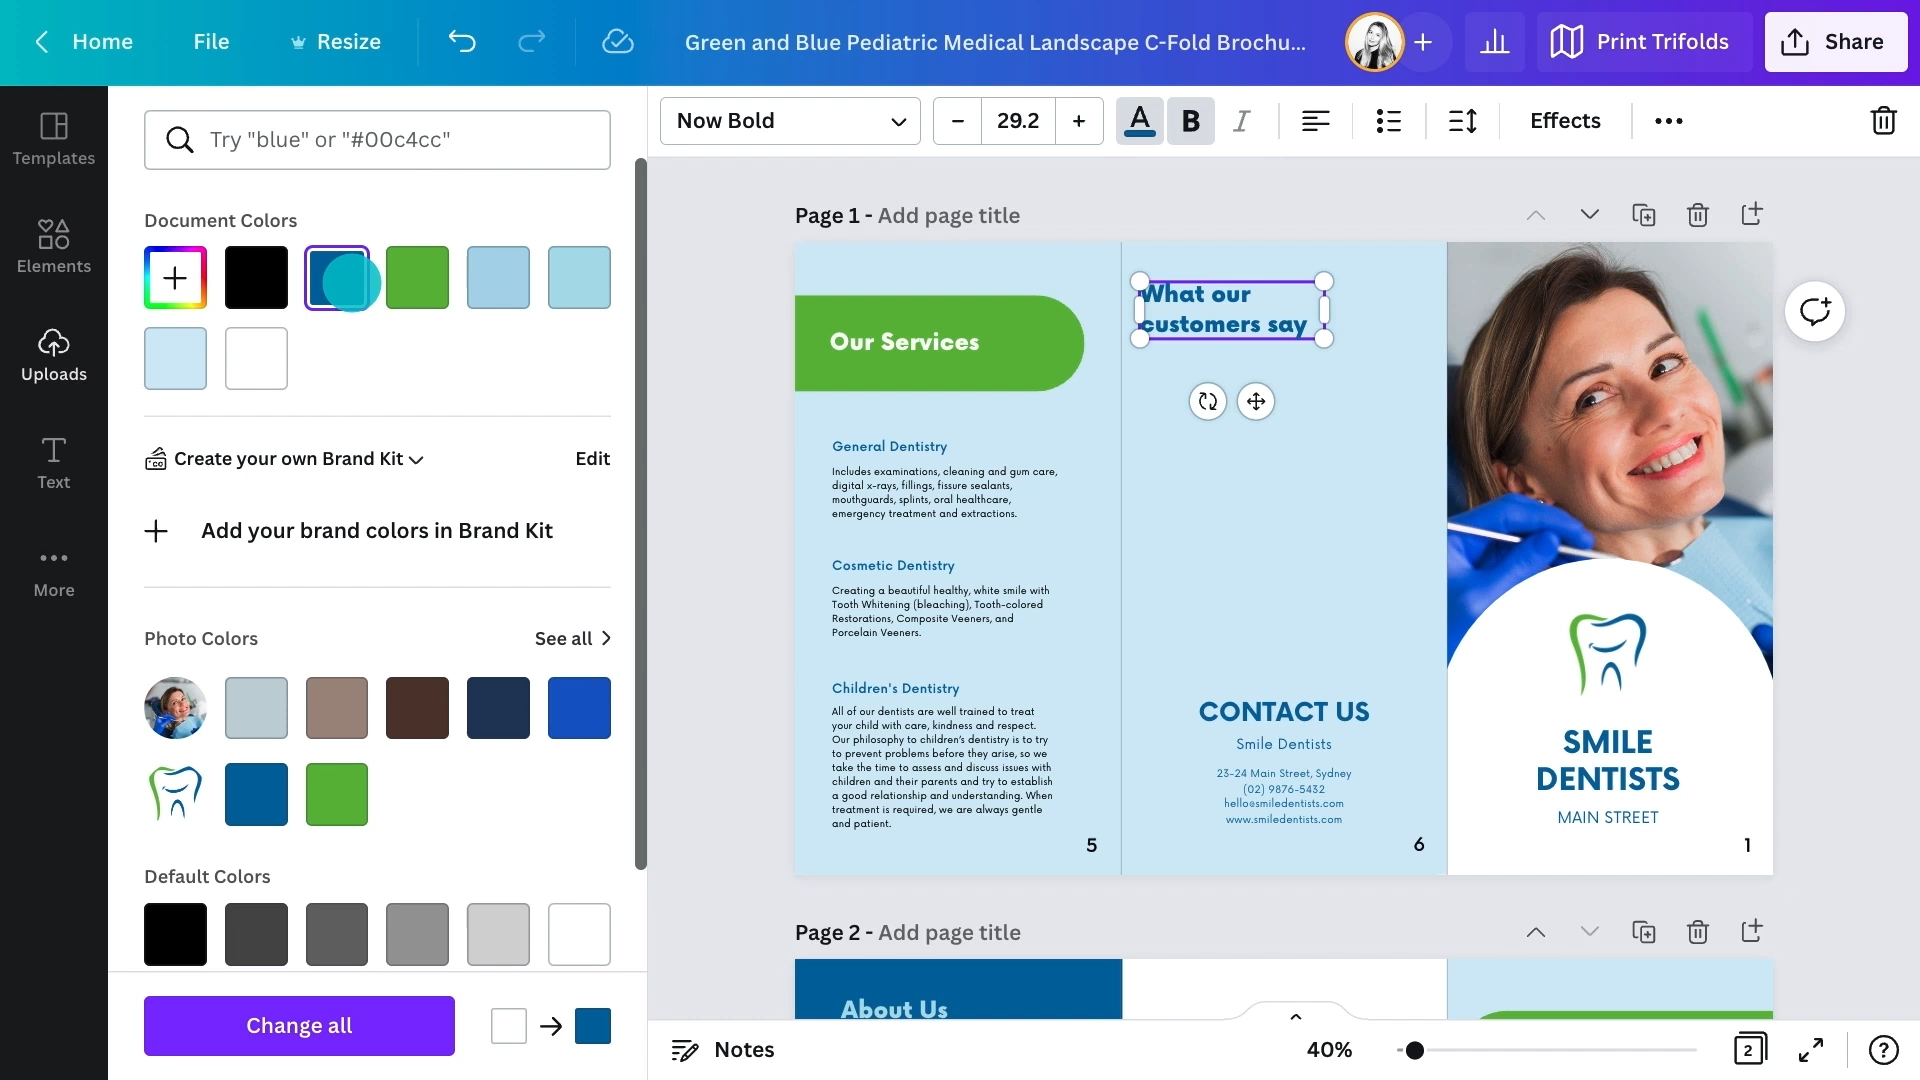 Home
File
Resize
Green and Blue Pediatric Medical Landscape C-Fold Brochu...
Print Trifolds
Share
Templates
Elements
Uploads
Text
More
Try "blue" or "#00c4cc"
Document Colors
Create your own Brand Kit
Edit
Add your brand colors in Brand Kit
Photo Colors
See all
Default Colors
Change all
Now Bold
29.2
A
B
I
Effects
Page 1 - Add page title
Our Services
General Dentistry
Includes examinations, cleaning and gum care,
digital x-rays, fillings, fissure sealants,
mouthguards, splints, oral healthcare,
emergency treatment and extractions.
Cosmetic Dentistry
Creating a beautiful healthy, white smile with
Tooth Whitening (bleaching), Tooth-colored
Restorations, Composite Veeners, and
Porcelain Veeners.
Children's Dentistry
All of our dentists are well trained to treat
your child with care, kindness and respect.
Our philosophy to children's dentistry is to try
to prevent problems before they arise, so we
take the time to assess and discuss issues with
children and their parents and try to establish
a good relationship and understanding. When
treatment is required, we are always gentle
and patient.
5
What our
customers say
CONTACT US
Smile Dentists
23-24 Main Street, Sydney
(02) 9876-5432
hello@smiledentists.com
www.smiledentists.com
6
SMILE
DENTISTS
MAIN STREET
1
Page 2 - Add page title
About Us
Notes
40%
2
?